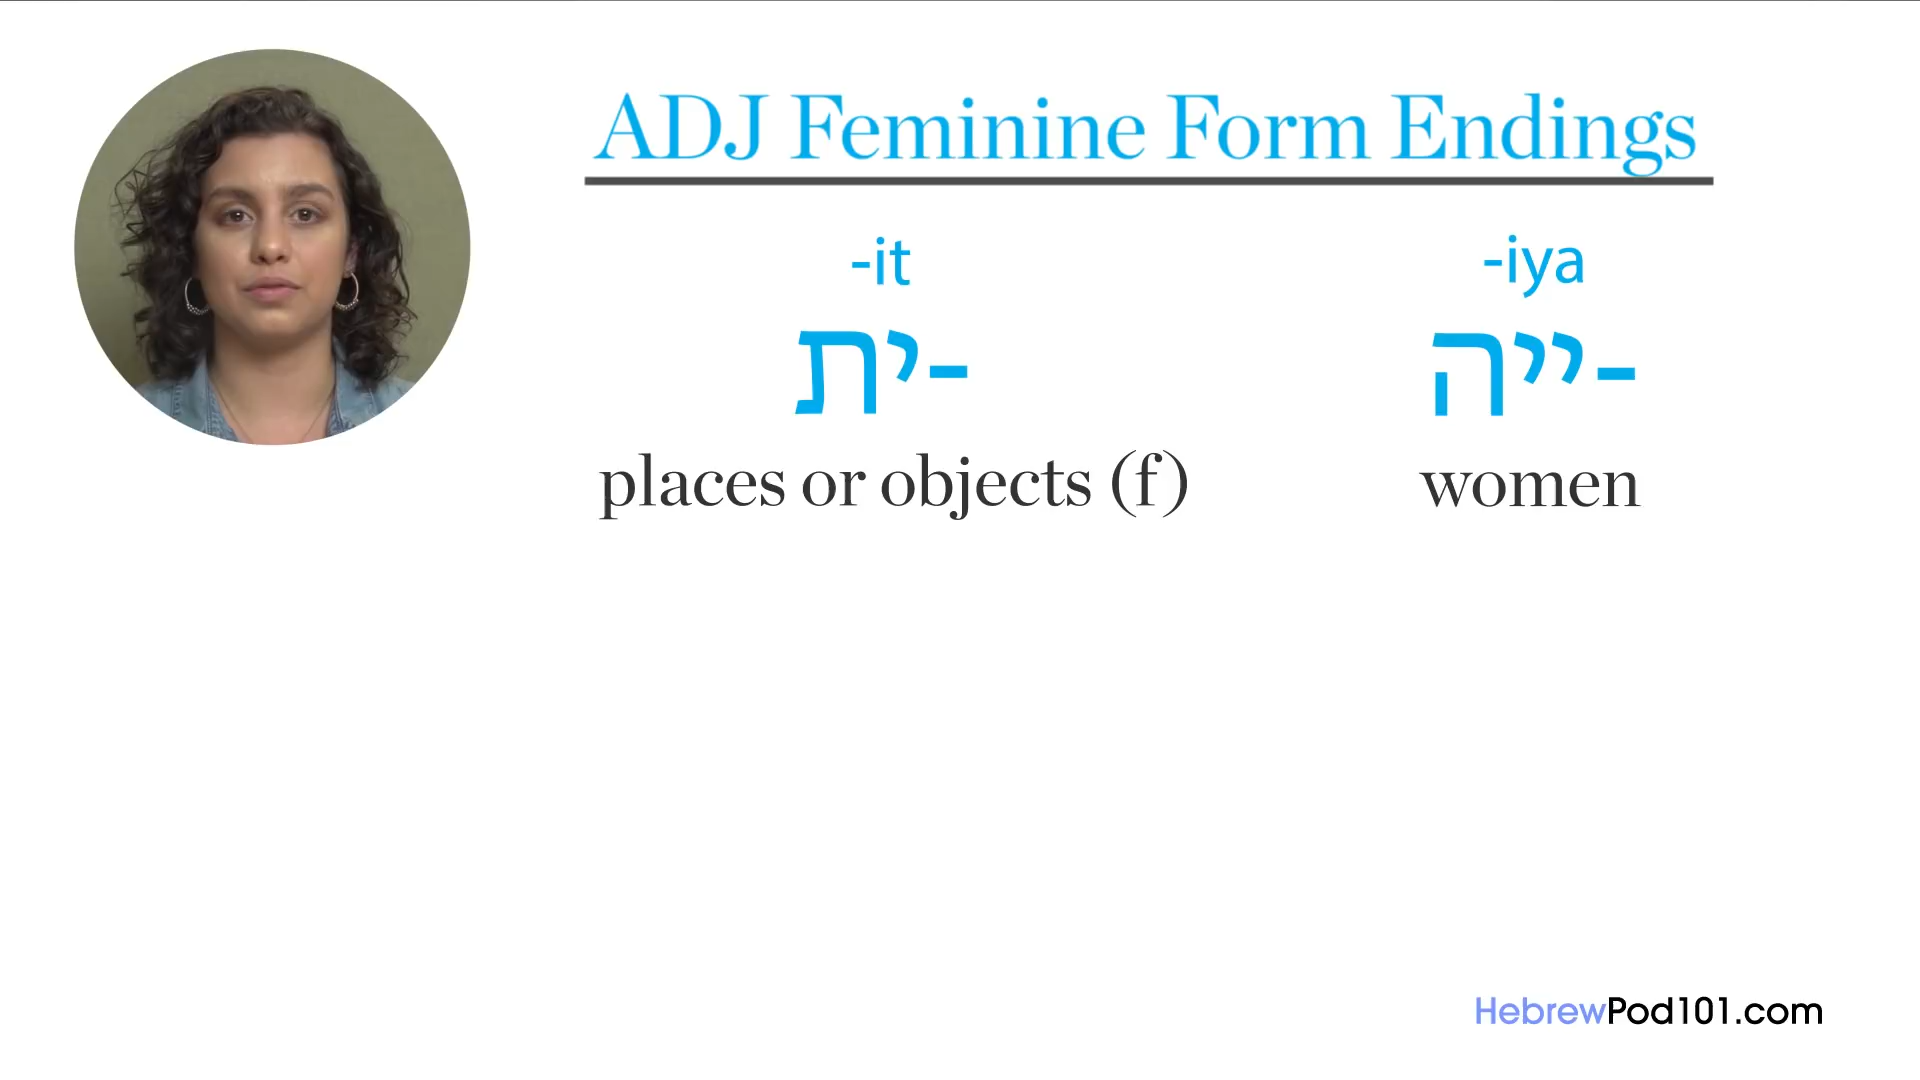 ADJ Feminine Form Endings
-it
-ית
places or objects (f)
-iya
-ייה
women
HebrewPod101.com